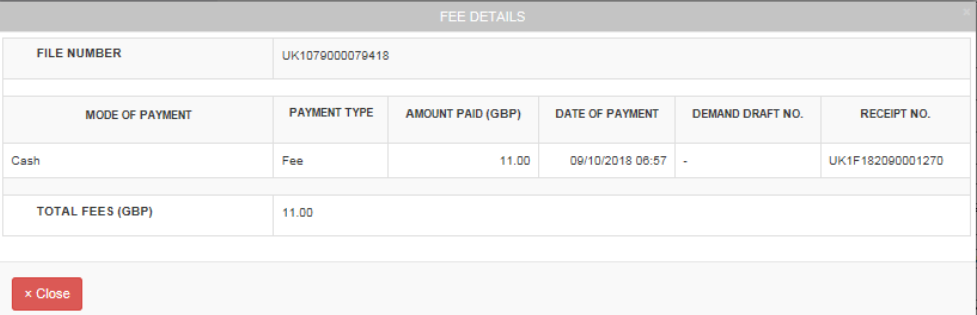 FEE DETAILS ×
FILE NUMBER UK1079000079418
MODE OF PAYMENT PAYMENT TYPE AMOUNT PAID (GBP) DATE OF PAYMENT DEMAND DRAFT NO. RECEIPT NO.
Cash Fee 11.00 09/10/2018 06:57 - UK1F182090001270
TOTAL FEES (GBP) 11.00
× Close